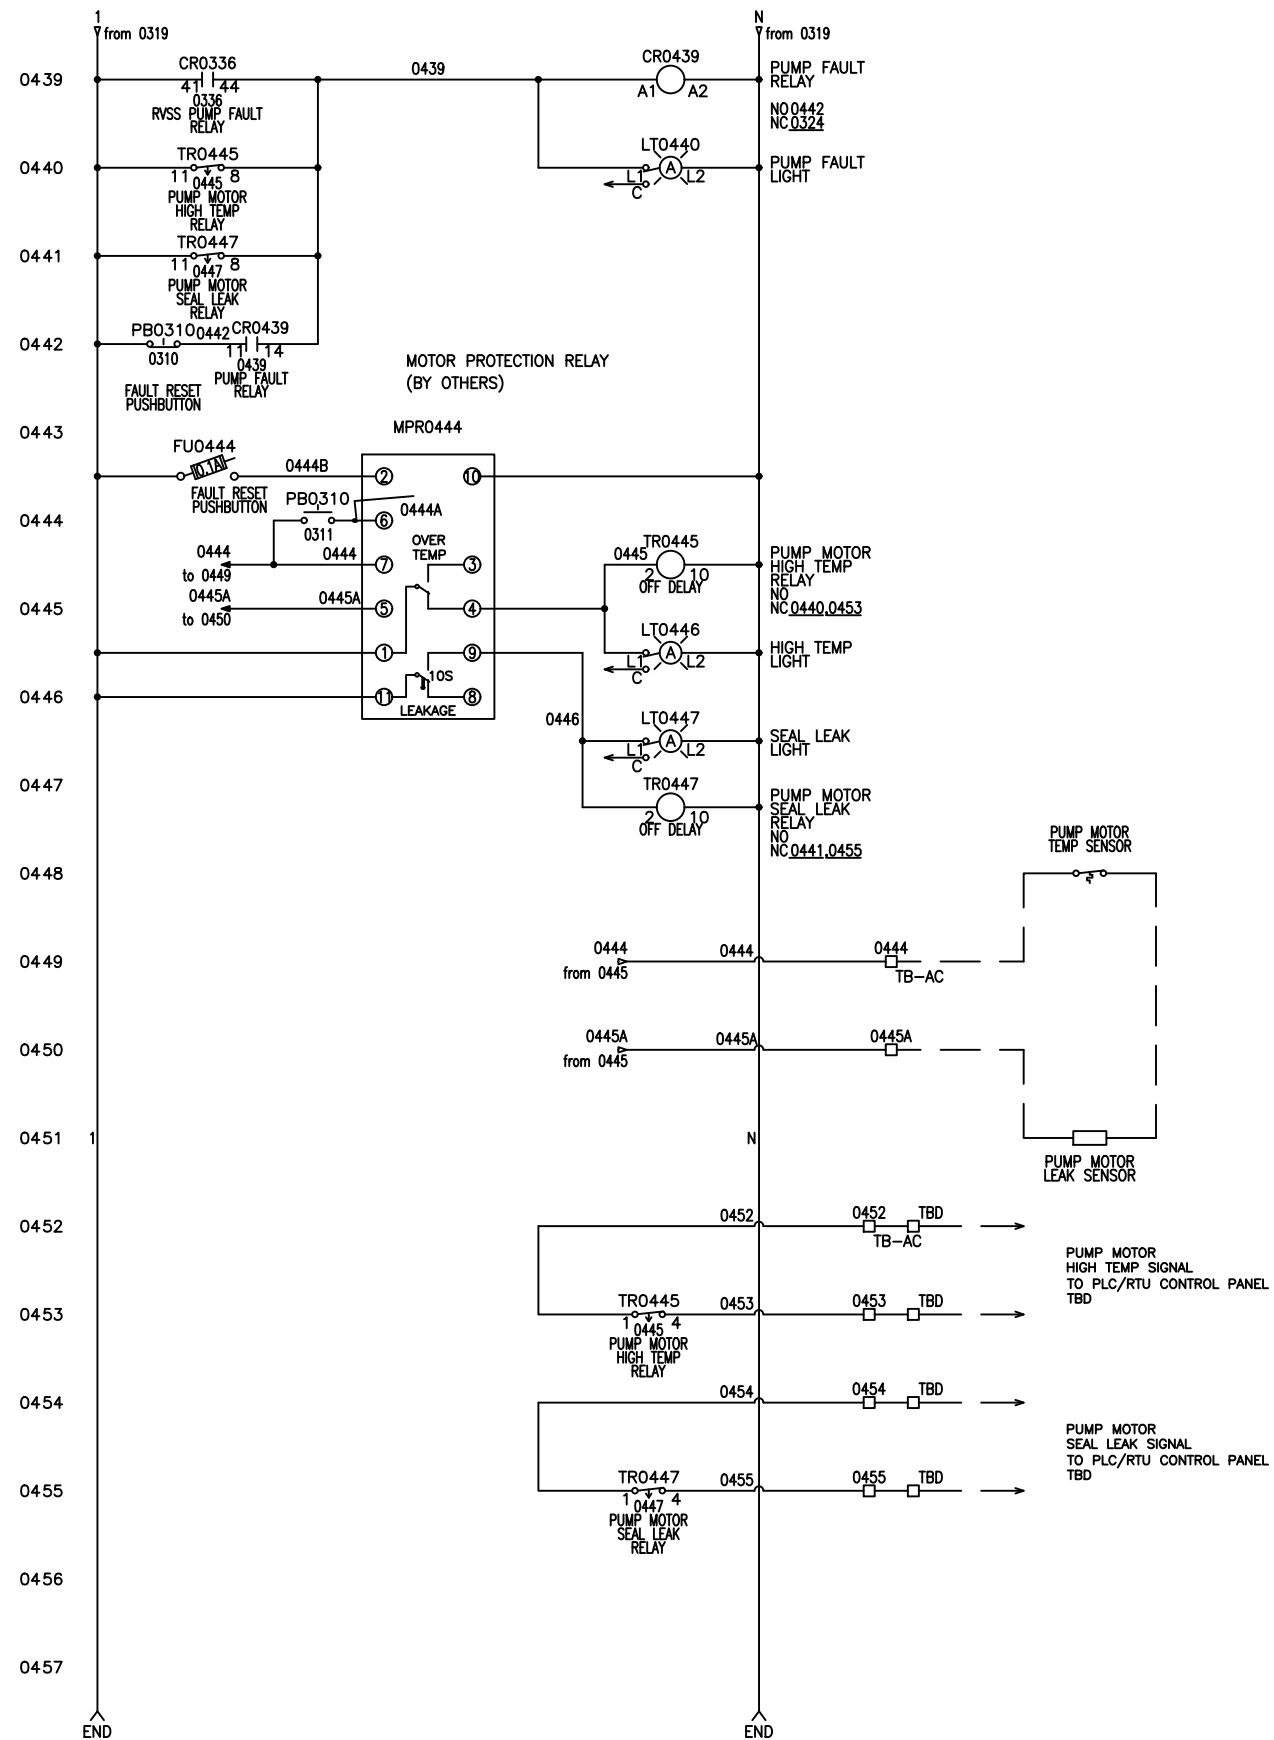 1
from 0319
N
from 0319
0439
CR0336
41 44
0336
RVSS PUMP FAULT
RELAY
0439
CR0439
A1 A2
PUMP FAULT
RELAY
NO 0442
NC 0324
0440
TR0445
11 8
0445
PUMP MOTOR
HIGH TEMP
RELAY
LT0440
A
L1 L2
C
PUMP FAULT
LIGHT
0441
TR0447
11 8
0447
PUMP MOTOR
SEAL LEAK
RELAY
0442
PB0310 0442 CR0439
0310
11 14
0439
PUMP FAULT
RELAY
FAULT RESET
PUSHBUTTON
MOTOR PROTECTION RELAY
(BY OTHERS)
0443
MPR0444
FU0444
0.1A
0444B
2
10
FAULT RESET
PUSHBUTTON
0444
PB0310
0311
0444A
6
OVER
TEMP
0444
to 0449
0444
7
3
0445
TR0445
2 10
OFF DELAY
PUMP MOTOR
HIGH TEMP
RELAY
NO
NC 0440,0453
0445
0445A
to 0450
0445A
5
4
1
9
LT0446
A
L1 L2
C
HIGH TEMP
LIGHT
0446
11
10S
8
LEAKAGE
0446
LT0447
A
L1 L2
C
SEAL LEAK
LIGHT
0447
TR0447
2 10
OFF DELAY
PUMP MOTOR
SEAL LEAK
RELAY
NO
NC 0441,0455
PUMP MOTOR
TEMP SENSOR
0448
0449
0444
from 0445
0444
0444
TB-AC
0450
0445A
from 0445
0445A
0445A
0451
1
N
PUMP MOTOR
LEAK SENSOR
0452
0452
0452
TBD
TB-AC
PUMP MOTOR
HIGH TEMP SIGNAL
TO PLC/RTU CONTROL PANEL
TBD
0453
TR0445
1 4
0445
PUMP MOTOR
HIGH TEMP
RELAY
0453
0453
TBD
0454
0454
0454
TBD
PUMP MOTOR
SEAL LEAK SIGNAL
TO PLC/RTU CONTROL PANEL
TBD
0455
TR0447
1 4
0447
PUMP MOTOR
SEAL LEAK
RELAY
0455
0455
TBD
0456
0457
END
END